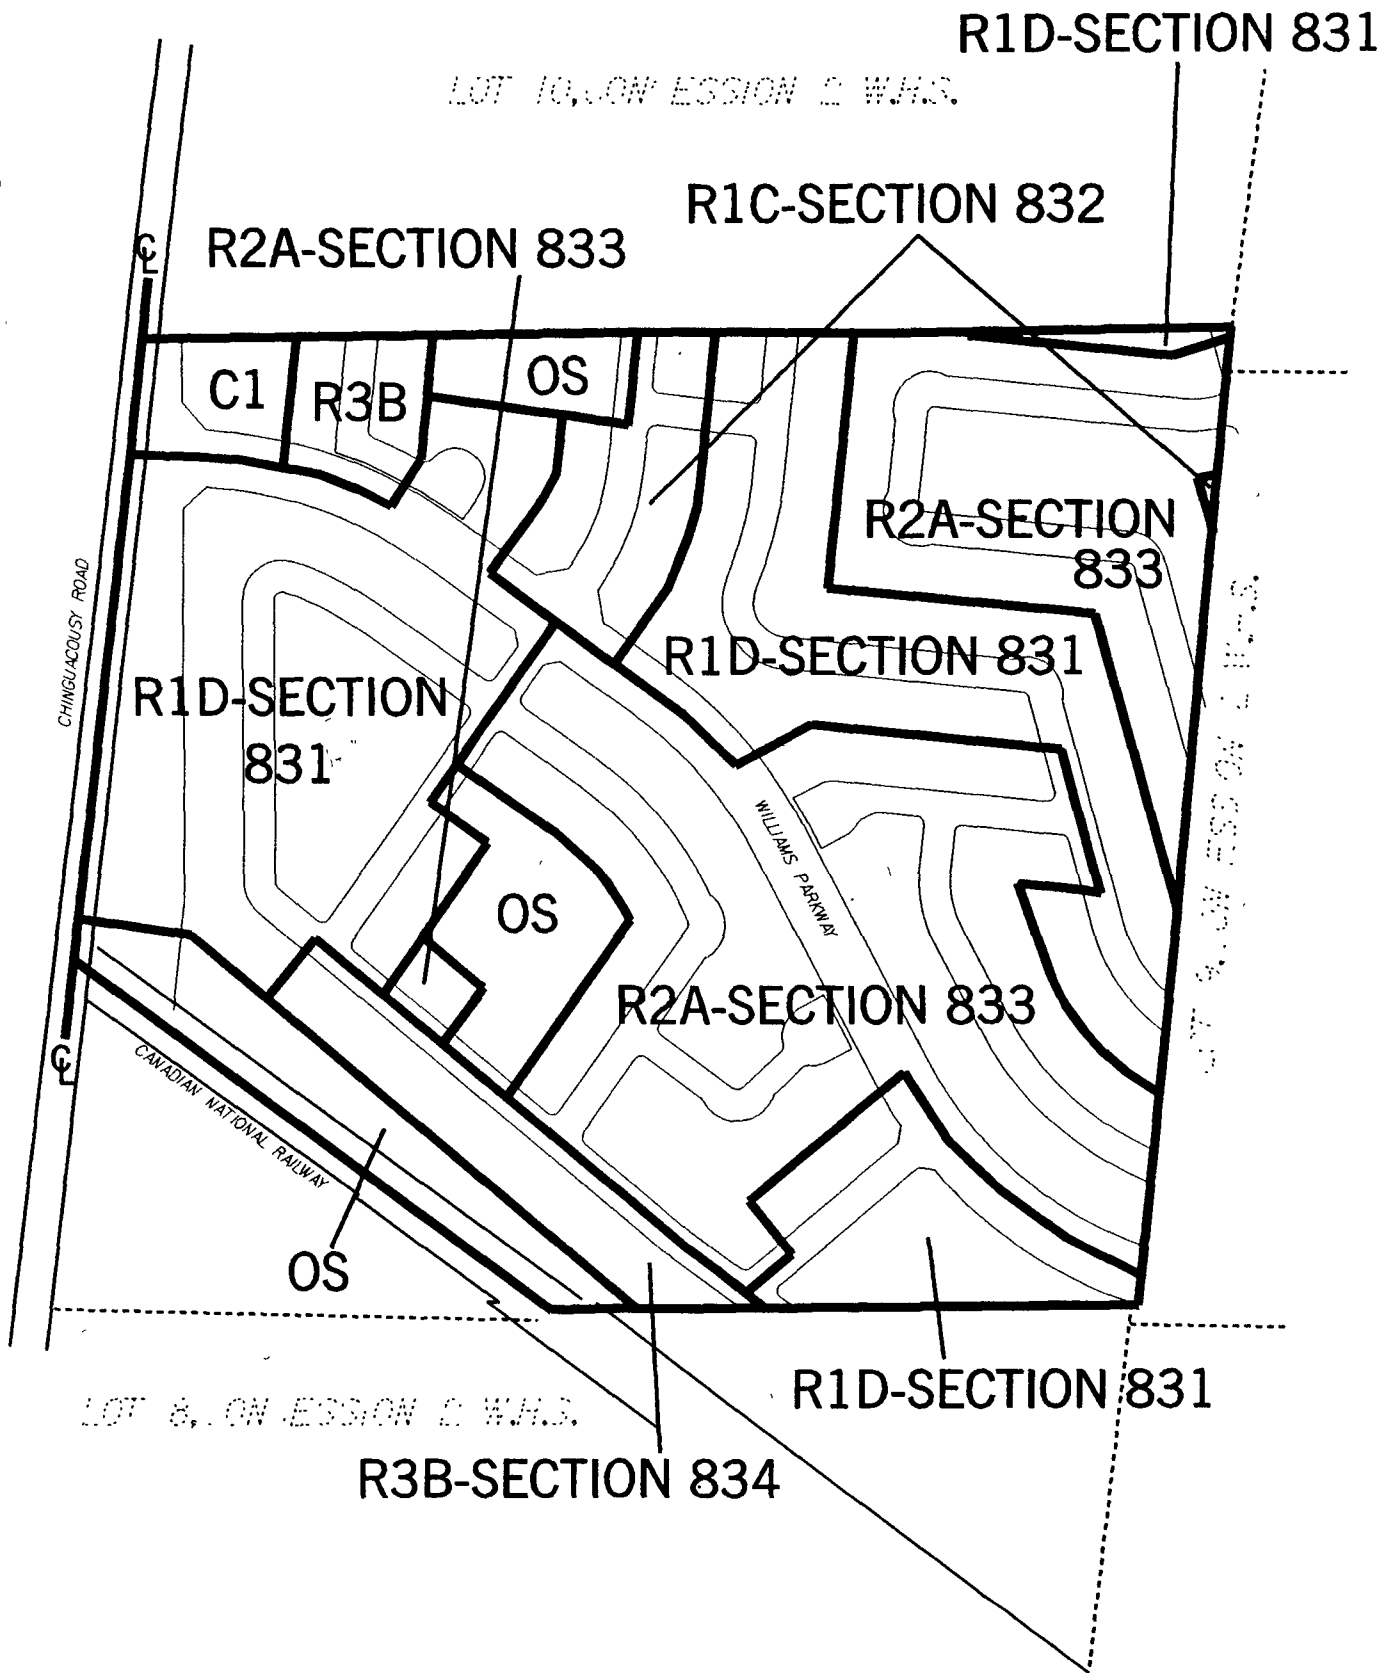 R1D-SECTION 831
LOT 10, ESSION 2 W.H.S.
R1C-SECTION 832
R2A-SECTION 833
C1
R3B
OS
R2A-SECTION
833
R1D-SECTION 831
CHINGUACOUSY ROAD
R1D-SECTION
831
WILLIAMS PARKWAY
OS
R2A-SECTION 833
CANADIAN NATIONAL RAILWAY
OS
R1D-SECTION 831
LOT 8, W.H.S.
R3B-SECTION 834